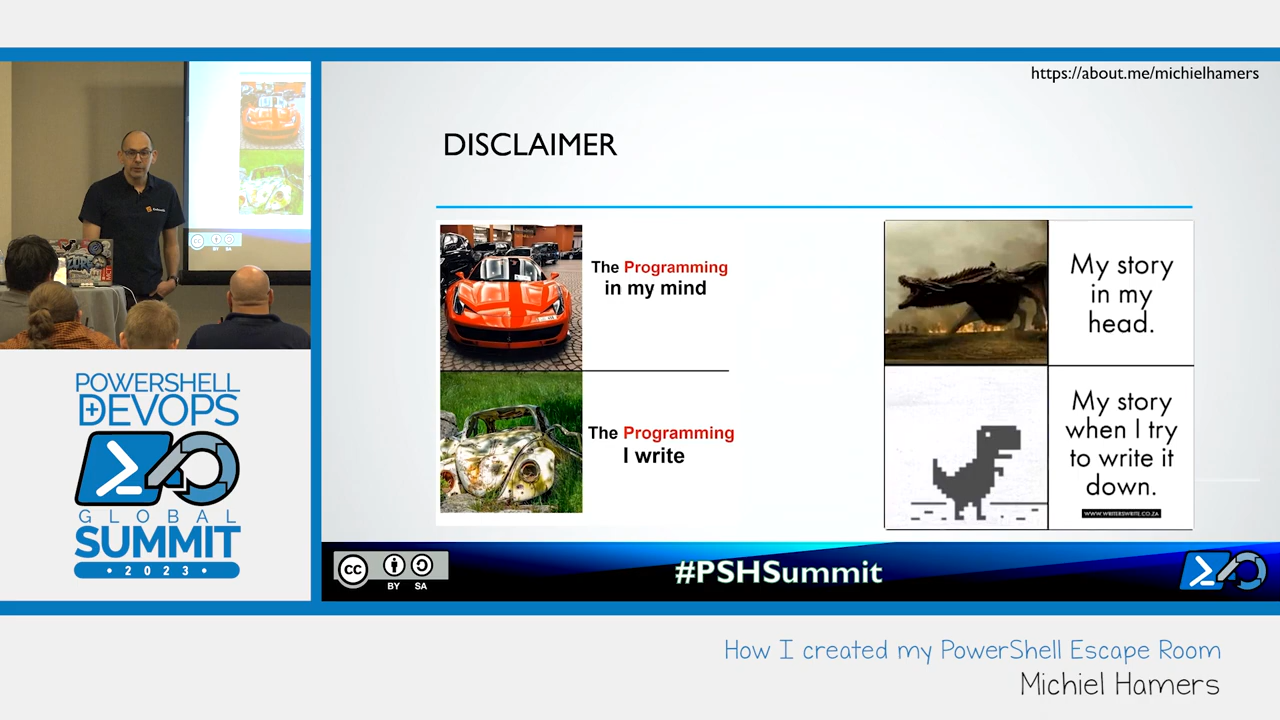 https://about.me/michielhamers
DISCLAIMER
The Programming
in my mind
The Programming
I write
My story
in my
head.
My story
when I try
to write it
down.
WWW.WRITERSWRITE.CO.ZA
BY SA
#PSHSummit
POWERSHELL
+DEVOPS
GLOBAL
SUMMIT
• 2023 •
How I created my PowerShell Escape Room
Michiel Hamers